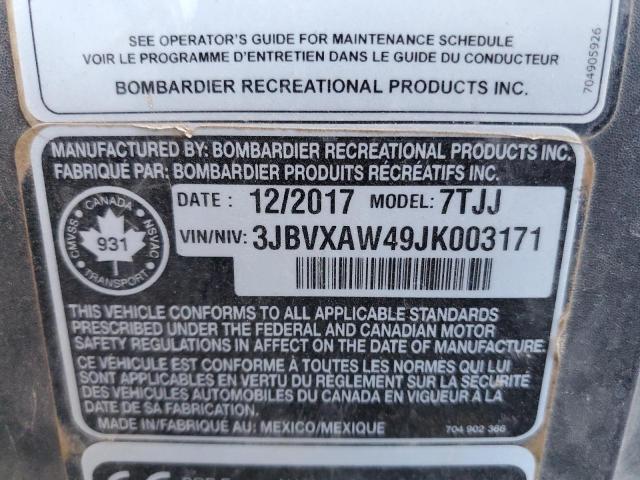 SEE OPERATOR'S GUIDE FOR MAINTENANCE SCHEDULE
VOIR LE PROGRAMME D'ENTRETIEN DANS LE GUIDE DU CONDUCTEUR
BOMBARDIER RECREATIONAL PRODUCTS INC.
704905926
MANUFACTURED BY: BOMBARDIER RECREATIONAL PRODUCTS INC.
FABRIQUÉ PAR: BOMBARDIER PRODUITS RÉCRÉATIFS INC.
DATE : 12/2017 MODEL: 7TJJ
VIN/NIV: 3JBVXAW49JK003171
CANADA
CMVSS 931 NSVAC
TRANSPORT
THIS VEHICLE CONFORMS TO ALL APPLICABLE STANDARDS
PRESCRIBED UNDER THE FEDERAL AND CANADIAN MOTOR
SAFETY REGULATIONS IN AFFECT ON THE DATE OF MANUFACTURE.
CE VÉHICULE EST CONFORME À TOUTES LES NORMES QUI LUI
SONT APPLICABLES EN VERTU DU RÈGLEMENT SUR LA SÉCURITÉ
DES VÉHICULES AUTOMOBILES DU CANADA EN VIGUEUR À LA
DATE DE SA FABRICATION.
MADE IN/FABRIQUÉ AU: MEXICO/MEXIQUE
704 902 366